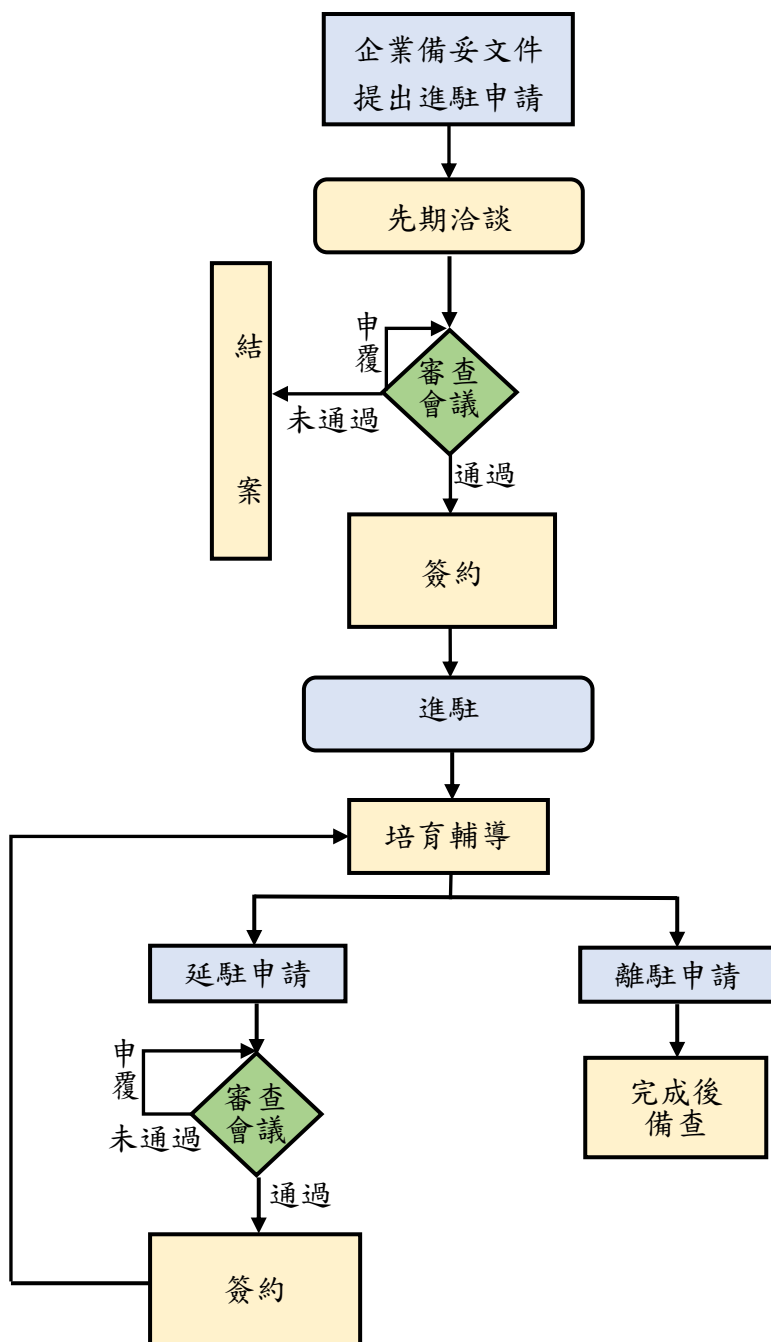 企業備妥文件
提出進駐申請
先期洽談
結
案
申
覆
審查
會議
未通過
通過
簽約
進駐
培育輔導
延駐申請
離駐申請
申
覆
審查
會議
未通過
完成後
備查
通過
簽約